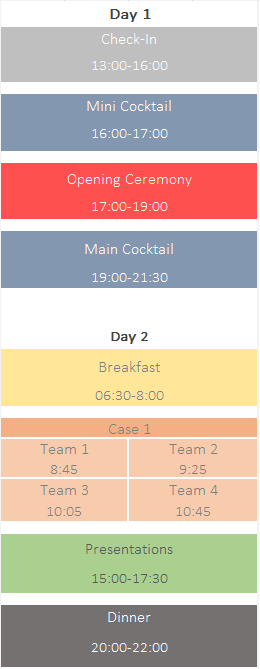 Day 1
Check-In
13:00-16:00
Mini Cocktail
16:00-17:00
Opening Ceremony
17:00-19:00
Main Cocktail
19:00-21:30
Day 2
Breakfast
06:30-8:00
Case 1
Team 1 Team 2
8:45 9:25
Team 3 Team 4
10:05 10:45
Presentations
15:00-17:30
Dinner
20:00-22:00